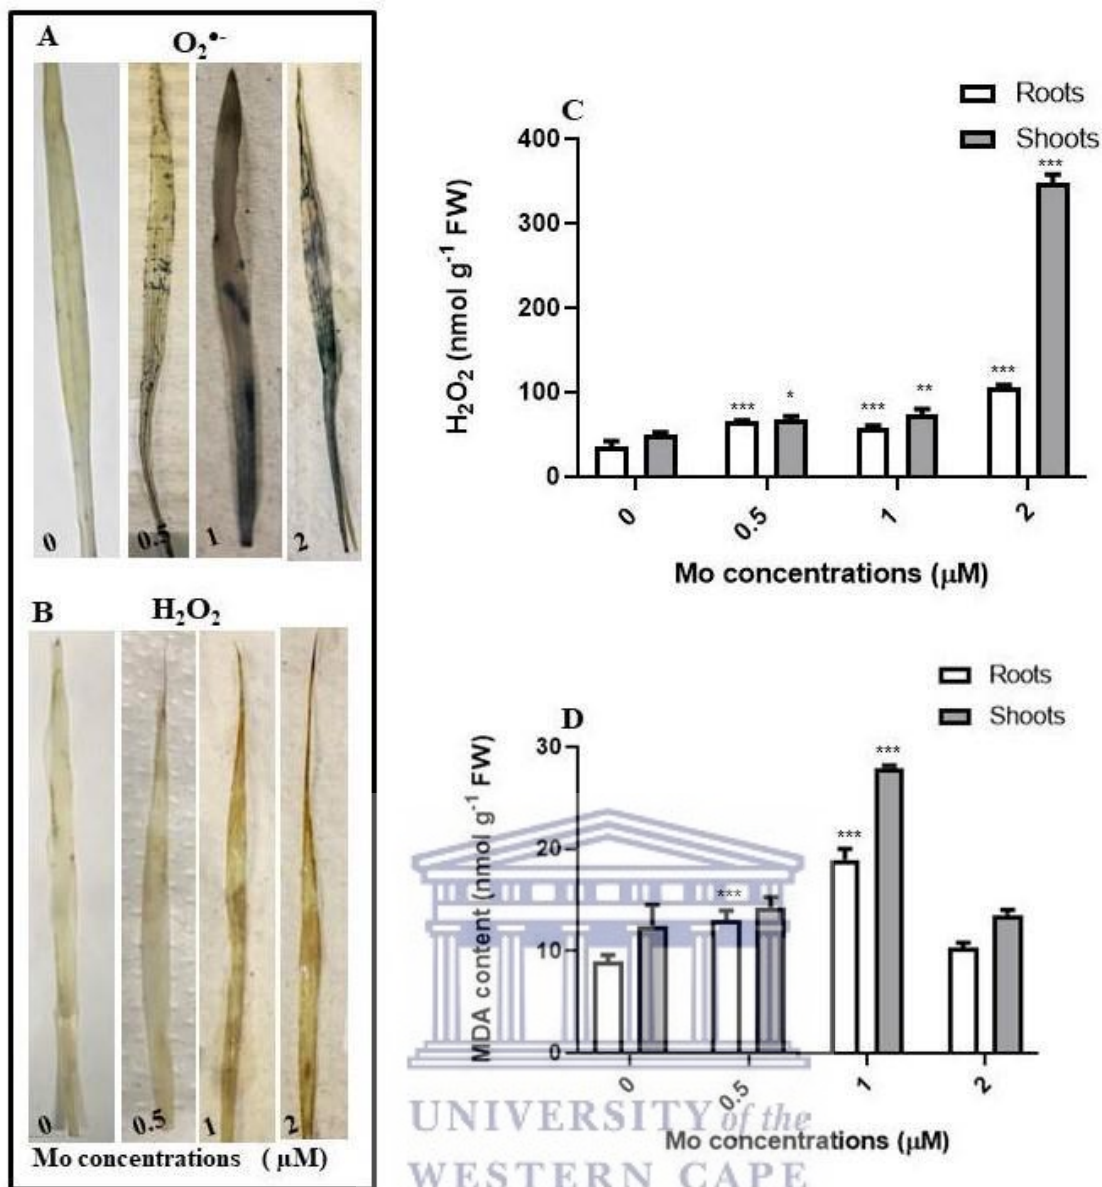 A
O₂•-
0
0.5
1
2
B
H₂O₂
0
0.5
1
2
Mo concentrations ( µM)
C
Roots
Shoots
H₂O₂ (nmol g⁻¹ FW)
400
300
200
100
0
***
*
***
**
***
***
0
0.5
1
2
Mo concentrations (µM)
D
Roots
Shoots
MDA content (nmol g⁻¹ FW)
30
20
10
0
***
***
***
0
0.5
1
2
Mo concentrations (µM)
UNIVERSITY of the
WESTERN CAPE